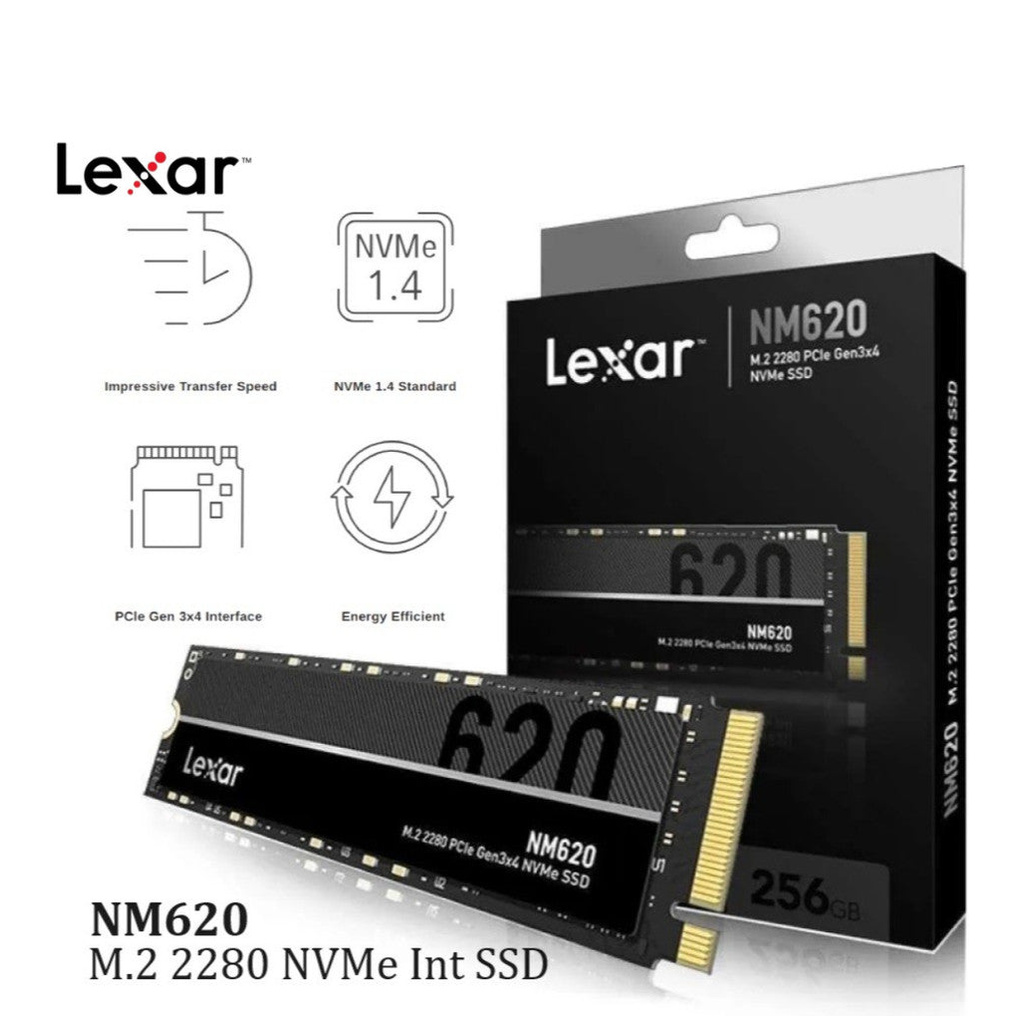 Lexar™
NVMe
1.4
Impressive Transfer Speed
NVMe 1.4 Standard
PCIe Gen 3x4 Interface
Energy Efficient
Lexar™
NM620
M.2 2280 PCIe Gen3x4
NVMe SSD
620
NM620
M.2 2280 PCIe Gen3x4 NVMe SSD
NM620 M.2 2280 PCIe Gen3x4 NVMe SSD
256GB
620
Lexar
NM620
M.2 2280 PCIe Gen3x4 NVMe SSD
NM620
M.2 2280 NVMe Int SSD